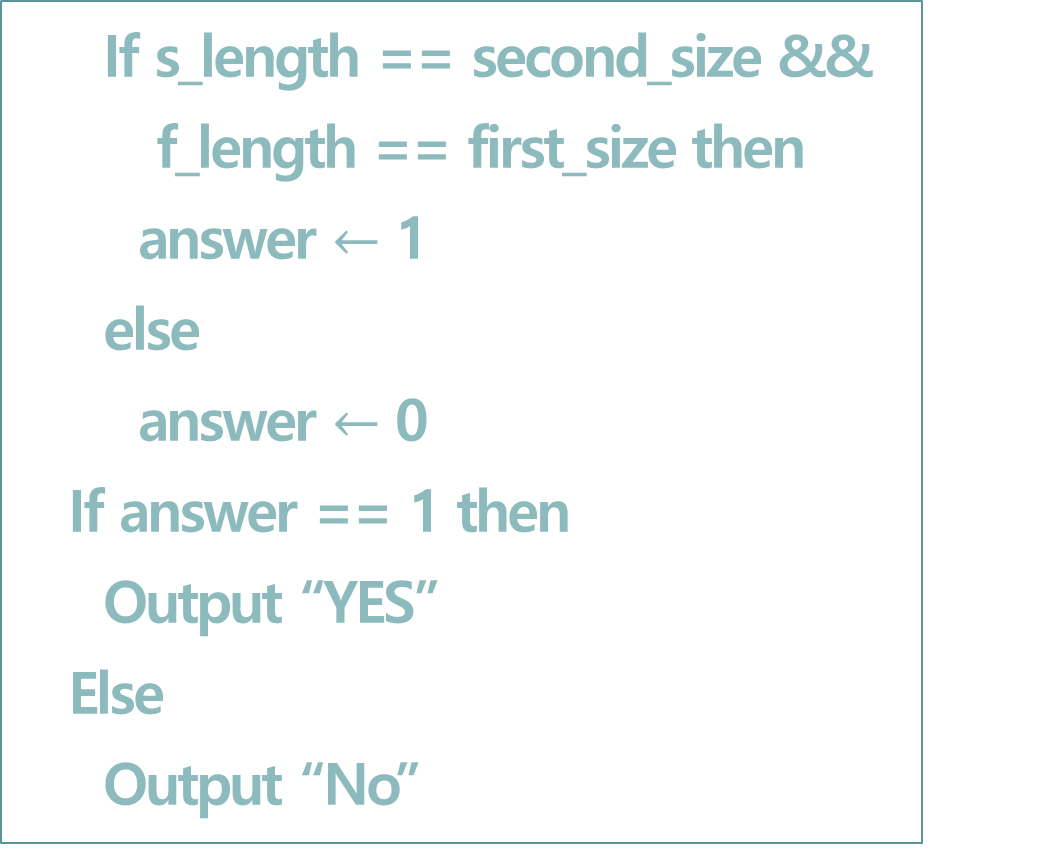 If s_length == second_size &&
f_length == first_size then
answer ← 1
else
answer ← 0
If answer == 1 then
Output “YES”
Else
Output “No”